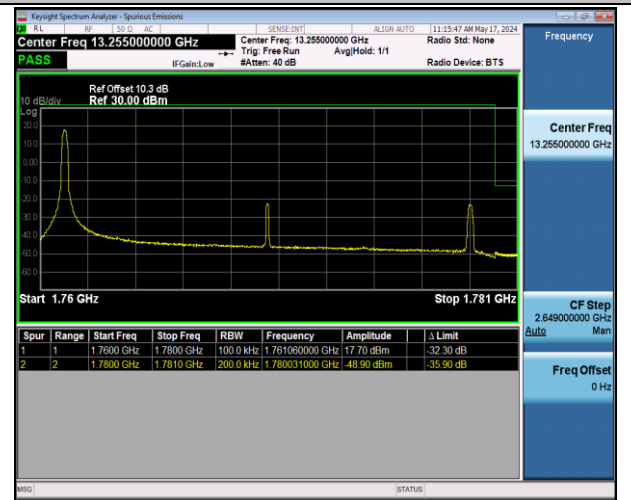 Keysight Spectrum Analyzer - Spurious Emissions
RL RF 50 Ω AC SENSE:INT ALIGN AUTO 11:15:47 AM May 17, 2024
Center Freq 13.255000000 GHz
Center Freq: 13.255000000 GHz
Radio Std: None
Trig: Free Run Avg|Hold: 1/1
PASS
IFGain:Low
#Atten: 40 dB
Radio Device: BTS
Ref Offset 10.3 dB
10 dB/div Ref 30.00 dBm
Log
20.0
10.0
0.00
-10.0
-20.0
-30.0
-40.0
-50.0
-60.0
Start 1.76 GHz Stop 1.781 GHz
Spur Range Start Freq Stop Freq RBW Frequency Amplitude Δ Limit
1 1 1.7600 GHz 1.7800 GHz 100.0 kHz 1.761060000 GHz 17.70 dBm -32.30 dB
2 2 1.7800 GHz 1.7810 GHz 200.0 kHz 1.780031000 GHz -48.90 dBm -35.90 dB
MSG STATUS
Frequency
Center Freq
13.255000000 GHz
CF Step
2.649000000 GHz
Auto Man
Freq Offset
0 Hz